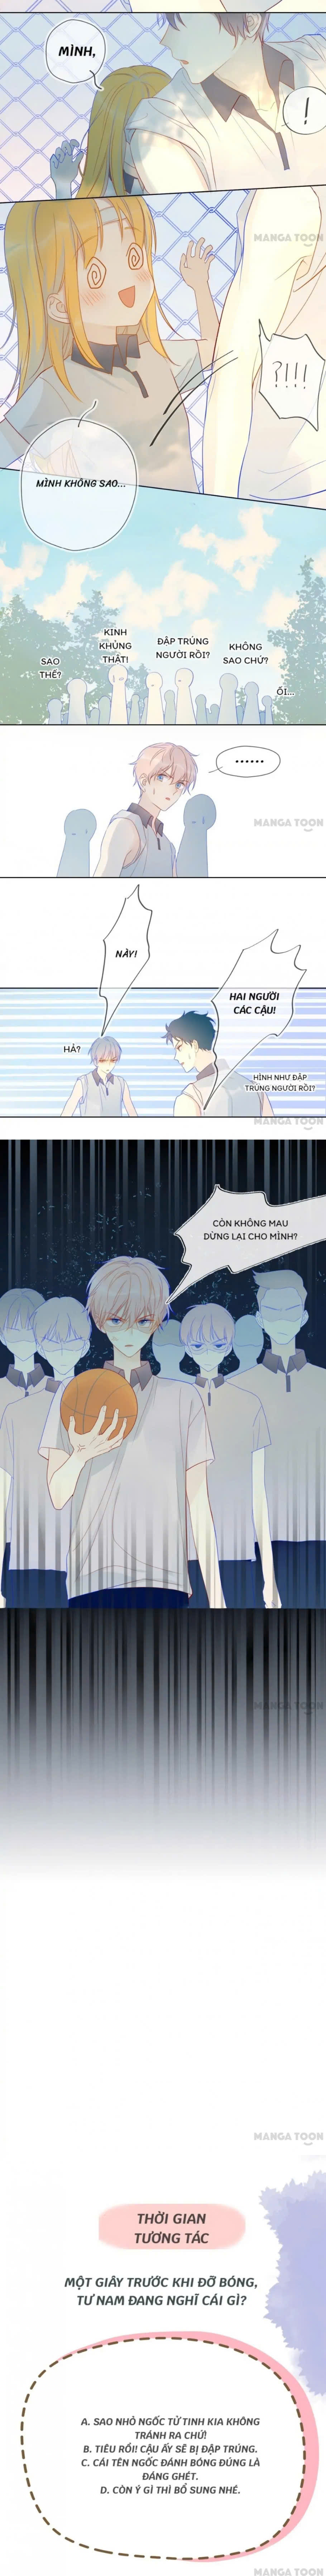 MÌNH,
!
MANGA TOON
?!!!
MÌNH KHÔNG SAO...
SAO
THẾ?
KINH
KHỦNG
THẬT!
ĐẬP TRÚNG
NGƯỜI RỒI?
KHÔNG
SAO CHỨ?
ỐI...
......
MANGA TOON
NÀY!
HẢ?
HAI NGƯỜI
CÁC CẬU!
HÌNH NHƯ ĐẬP
TRÚNG NGƯỜI RỒI?
MANGA TOON
CÒN KHÔNG MAU
DỪNG LẠI CHO MÌNH?
MANGA TOON
MANGA TOON
THỜI GIAN
TƯƠNG TÁC
MỘT GIÂY TRƯỚC KHI ĐỠ BÓNG,
TƯ NAM ĐANG NGHĨ CÁI GÌ?
A. SAO NHỎ NGỐC TỬ TINH KIA KHÔNG
TRÁNH RA CHỨ!
B. TIÊU RỒI! CẬU ẤY SẼ BỊ ĐẬP TRÚNG.
C. CÁI TÊN NGỐC ĐÁNH BÓNG ĐÚNG LÀ
ĐÁNG GHÉT.
D. CÒN Ý GÌ THÌ BỔ SUNG NHÉ.
MANGA TOON